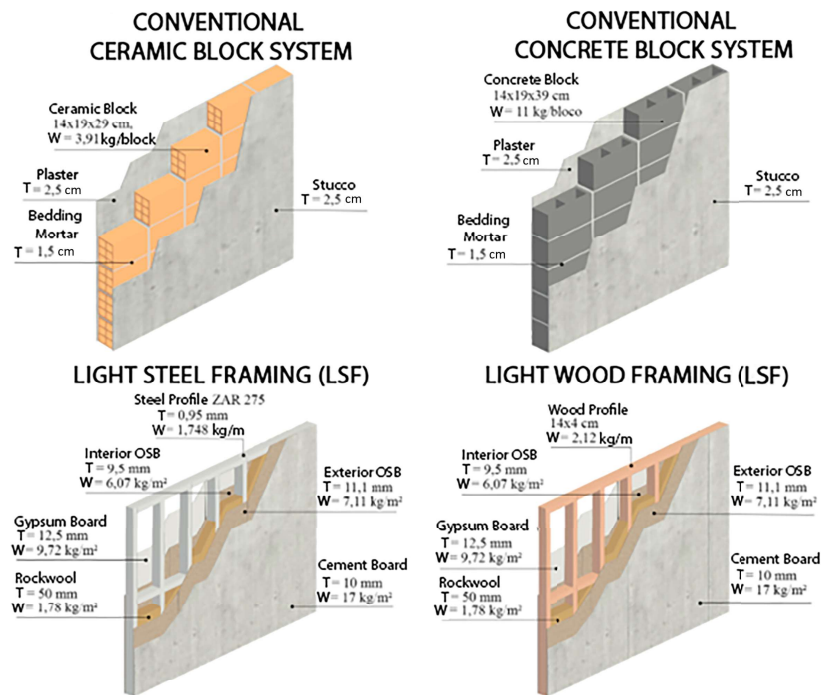 CONVENTIONAL
CERAMIC BLOCK SYSTEM
Ceramic Block
14x19x29 cm,
W = 3,91kg/block
Plaster
T = 2,5 cm
Bedding
Mortar
T = 1,5 cm
Stucco
T = 2,5 cm
CONVENTIONAL
CONCRETE BLOCK SYSTEM
Concrete Block
14x19x39 cm
W = 11 kg/bloco
Plaster
T = 2,5 cm
Bedding
Mortar
T = 1,5 cm
Stucco
T = 2,5 cm
LIGHT STEEL FRAMING (LSF)
Steel Profile ZAR 275
T = 0,95 mm
W = 1,748 kg/m
Interior OSB
T = 9,5 mm
W = 6,07 kg/m²
Gypsum Board
T = 12,5 mm
W = 9,72 kg/m²
Rockwool
T = 50 mm
W = 1,78 kg/m²
Exterior OSB
T = 11,1 mm
W = 7,11 kg/m²
Cement Board
T = 10 mm
W = 17 kg/m²
LIGHT WOOD FRAMING (LSF)
Wood Profile
14x4 cm
W = 2,12 kg/m
Interior OSB
T = 9,5 mm
W = 6,07 kg/m²
Gypsum Board
T = 12,5 mm
W = 9,72 kg/m²
Rockwool
T = 50 mm
W = 1,78 kg/m²
Exterior OSB
T = 11,1 mm
W = 7,11 kg/m²
Cement Board
T = 10 mm
W = 17 kg/m²